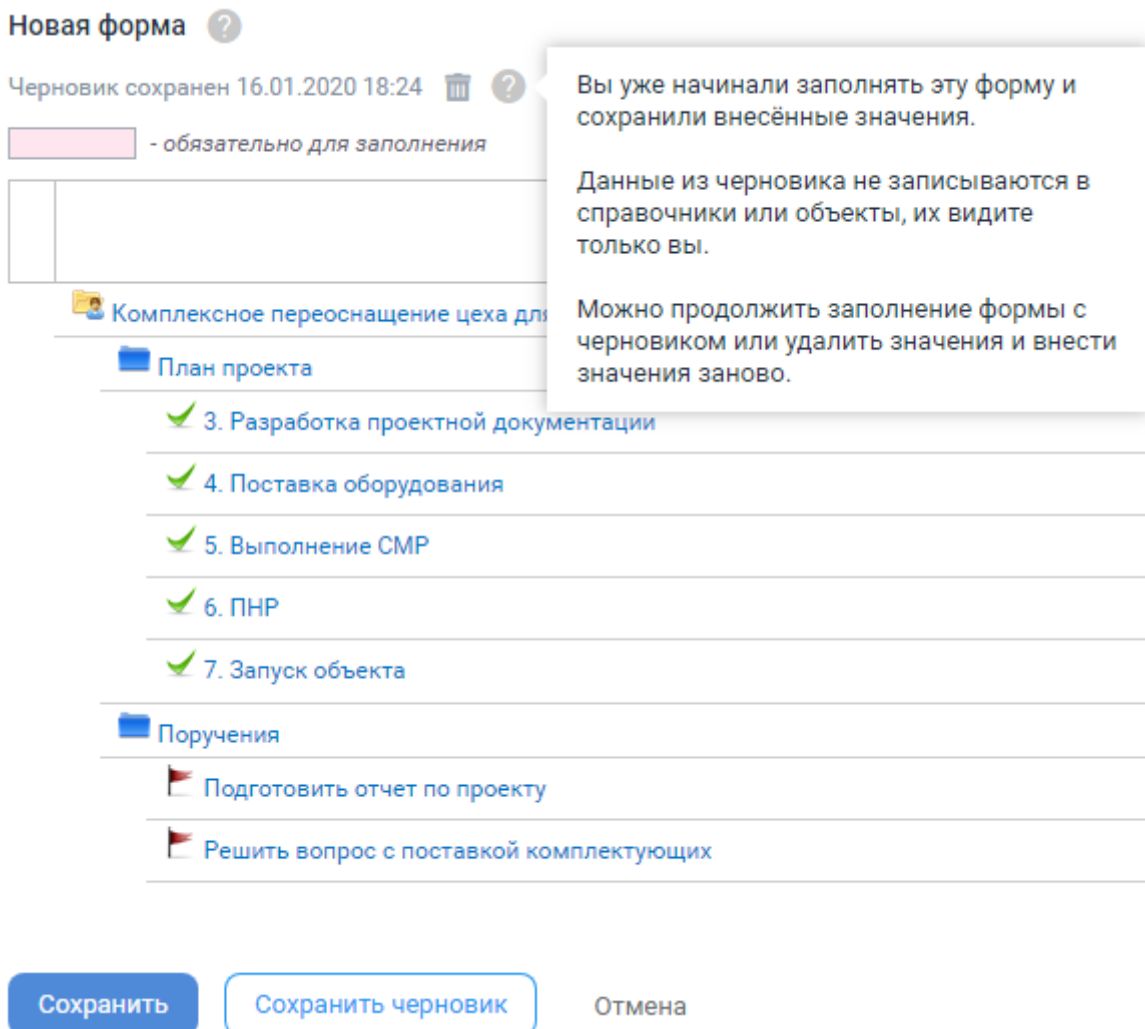 Новая форма ?
Черновик сохранен 16.01.2020 18:24 ?
- обязательно для заполнения
Вы уже начинали заполнять эту форму и
сохранили внесённые значения.
Данные из черновика не записываются в
справочники или объекты, их видите
только вы.
Можно продолжить заполнение формы с
черновиком или удалить значения и внести
значения заново.
Комплексное переоснащение цеха для
План проекта
3. Разработка проектной документации
4. Поставка оборудования
5. Выполнение СМР
6. ПНР
7. Запуск объекта
Поручения
Подготовить отчет по проекту
Решить вопрос с поставкой комплектующих
Сохранить
Сохранить черновик
Отмена